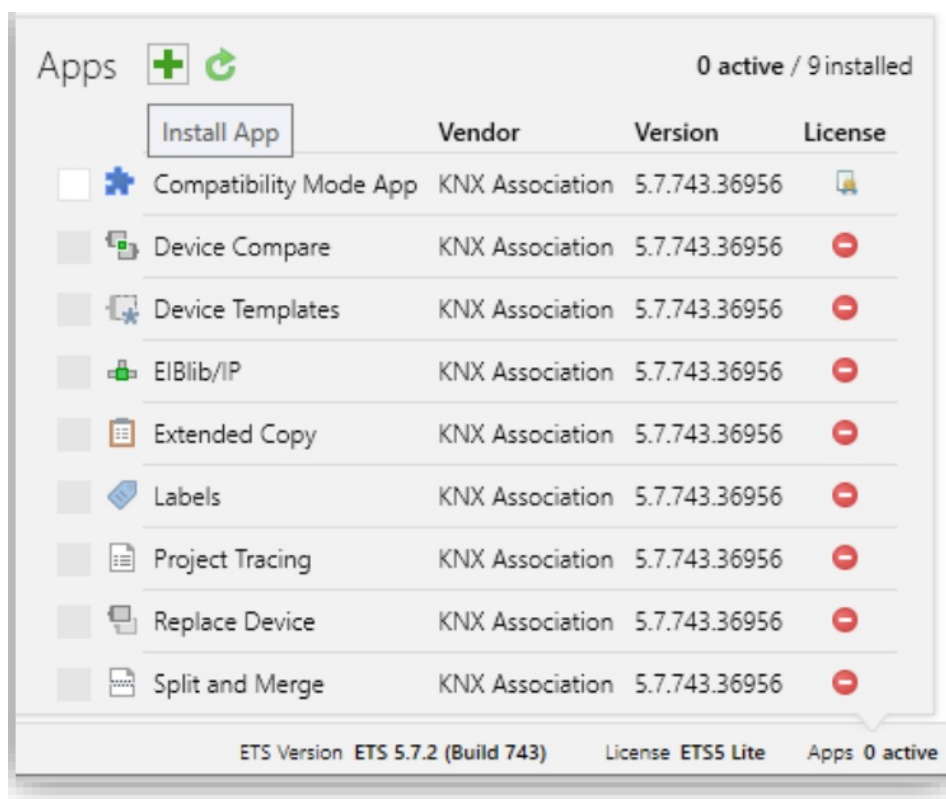 Apps 0 active / 9 installed
Install App Vendor Version License
Compatibility Mode App KNX Association 5.7.743.36956
Device Compare KNX Association 5.7.743.36956
Device Templates KNX Association 5.7.743.36956
EIBlib/IP KNX Association 5.7.743.36956
Extended Copy KNX Association 5.7.743.36956
Labels KNX Association 5.7.743.36956
Project Tracing KNX Association 5.7.743.36956
Replace Device KNX Association 5.7.743.36956
Split and Merge KNX Association 5.7.743.36956
ETS Version ETS 5.7.2 (Build 743) License ETS5 Lite Apps 0 active